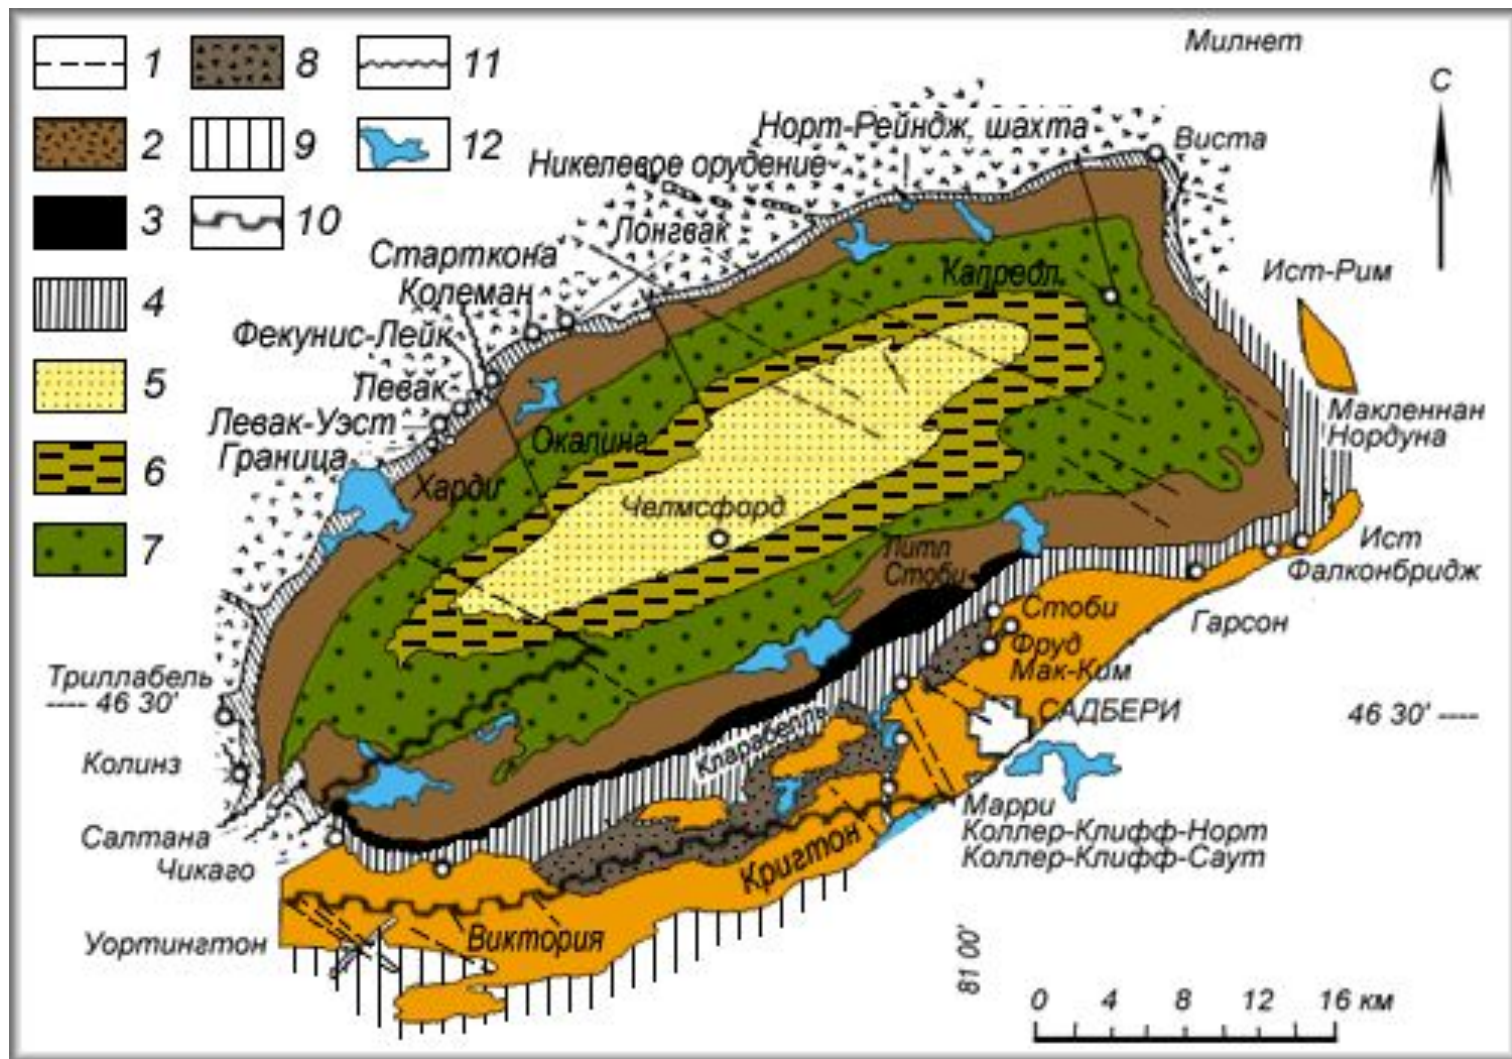 1
2
3
4
5
6
7
8
9
10
11
12
Милнет
С
Норт-Рейндж, шахта
Виста
Никелевое орудение
Лонгвак
Старткона
Колеман
Капредл
Ист-Рим
Фекунис-Лейк
Левак
Левак-Уэст
Граница
Макленнан
Нордуна
Окалина
Харди
Челмсфорд
Литл
Стоби
Ист
Фалконбридж
Стоби
Гарсон
Фруд
Мак-Ким
Триллабель
---- 46 30'
САДБЕРИ
46 30' ----
Кларабелль
Колинз
Салтана
Чикаго
Марри
Коллер-Клифф-Норт
Коллер-Клифф-Саут
Кригтон
Уортингтон
Виктория
81 00'
0 4 8 12 16 км